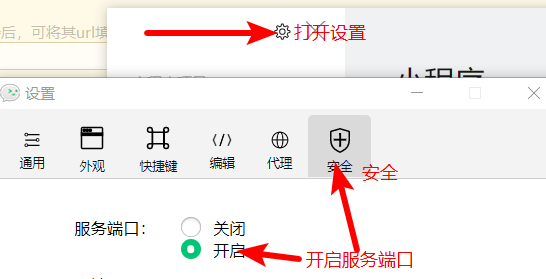 后，可将其url填
打开设置
小程序
设置
通用
外观
快捷键
编辑
代理
安全
安全
服务端口：
关闭
开启
开启服务端口